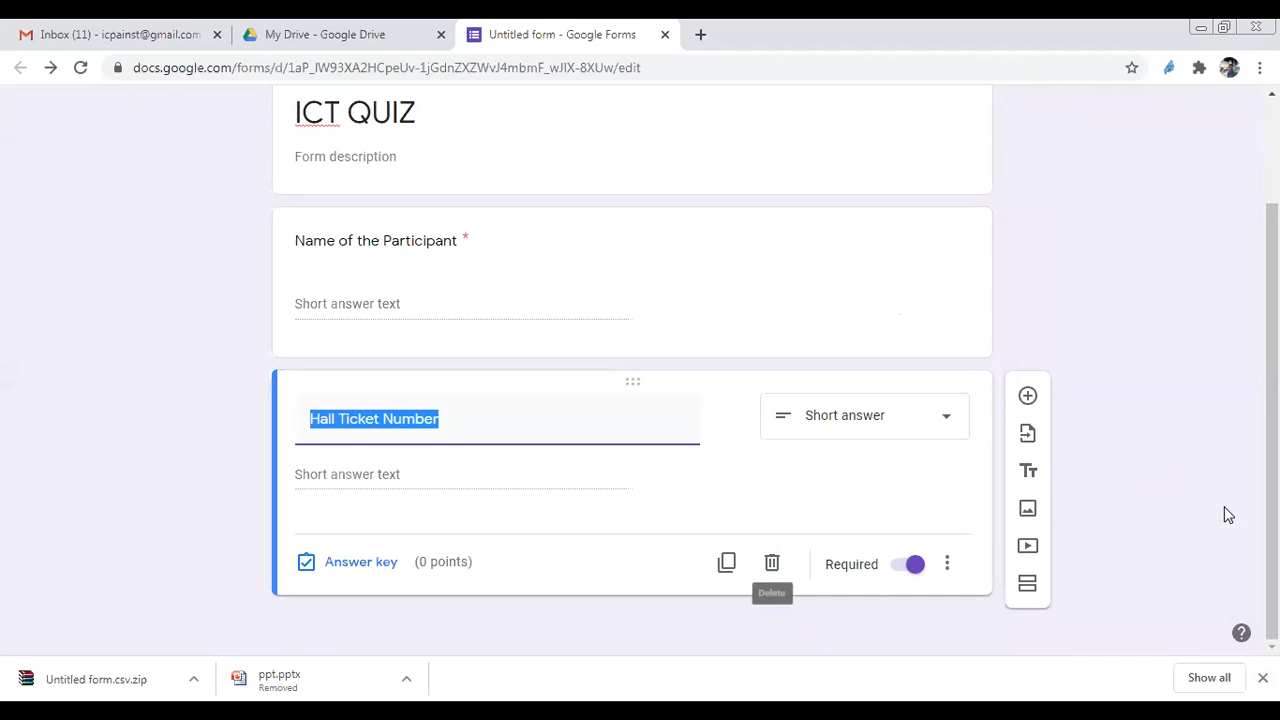 Inbox (11) - icpainst@gmail.com
My Drive - Google Drive
Untitled form - Google Forms
docs.google.com/forms/d/1aP_lW93XA2HCpeUv-1jGdnZXZWvJ4mbmF_wJlX-8XUw/edit
ICT QUIZ
Form description
Name of the Participant *
Short answer text
Hall Ticket Number
Short answer
Short answer text
Answer key (0 points)
Required
Delete
Untitled form.csv.zip
ppt.pptx
Removed
Show all